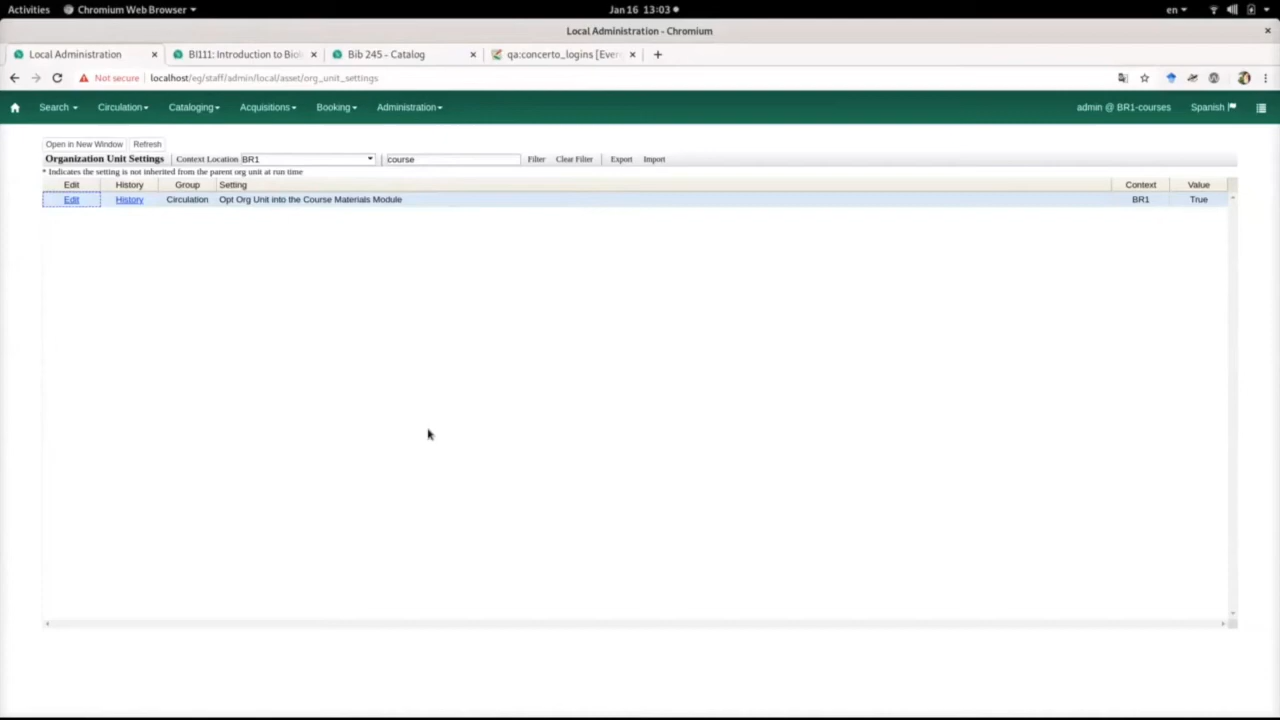 Activities Chromium Web Browser Jan 16 13:03 en
Local Administration - Chromium
Local Administration BI111: Introduction to Biol Bib 245 - Catalog qa:concerto_logins [Ever
Not secure localhost/eg/staff/admin/local/asset/org_unit_settings
Search Circulation Cataloging Acquisitions Booking Administration admin @ BR1-courses Spanish
Open in New Window Refresh
Organization Unit Settings Context Location BR1 course Filter Clear Filter Export Import
* Indicates the setting is not inherited from the parent org unit at run time
Edit History Group Setting Context Value
Edit History Circulation Opt Org Unit into the Course Materials Module BR1 True